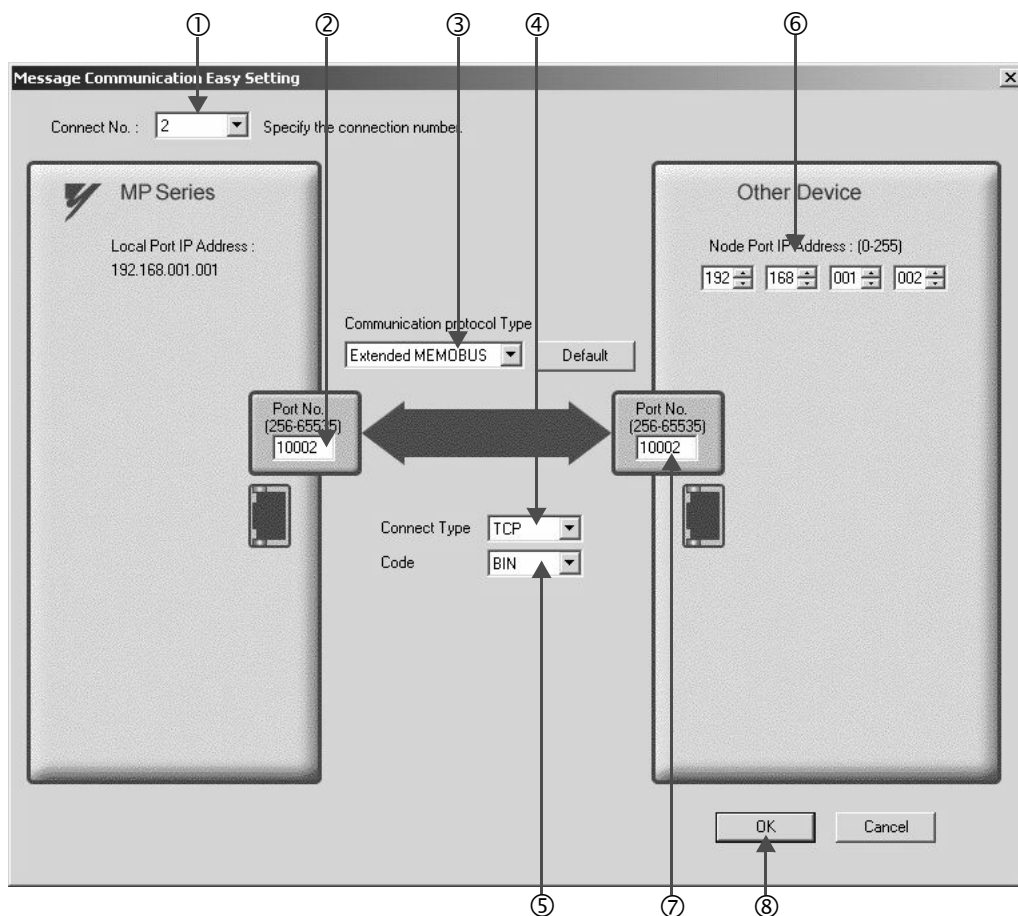 ① ② ③ ④ ⑥
Message Communication Easy Setting
Connect No. : 2 Specify the connection number.
MP Series
Local Port IP Address :
192.168.001.001
Other Device
Node Port IP Address : (0-255)
192 168 001 002
Communication protocol Type
Extended MEMOBUS Default
Port No.
(256-65535)
10002
Port No.
(256-65535)
10002
Connect Type TCP
Code BIN
OK Cancel
⑤ ⑦ ⑧